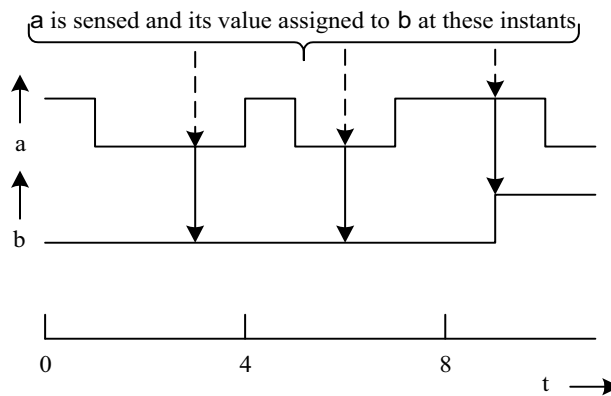 a is sensed and its value assigned to b at these instants
a
b
0 4 8
t